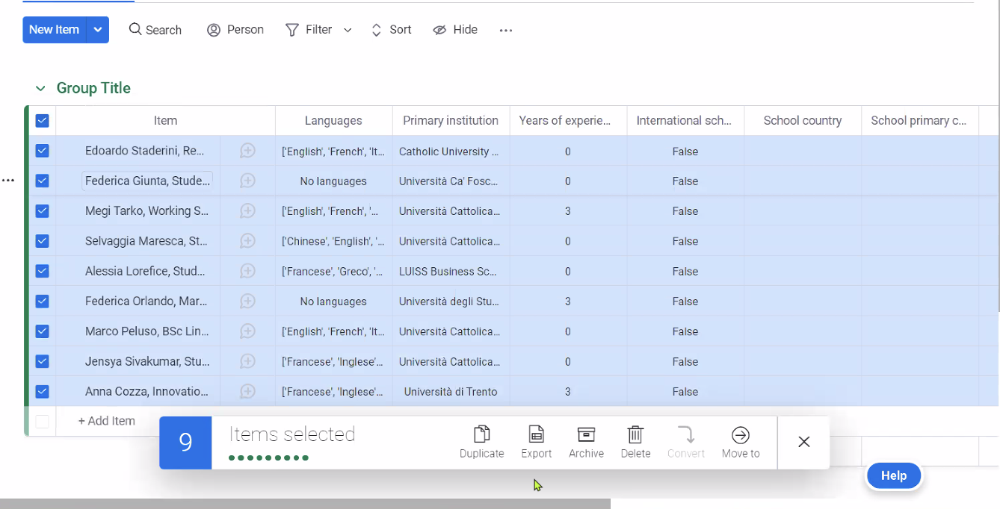 New Item Search Person Filter Sort Hide
Group Title
Item Languages Primary institution Years of experie... International sch... School country School primary c...
Edoardo Staderini, Re... ['English', 'French', 'It... Catholic University ... 0 False
Federica Giunta, Stude... No languages Università Ca' Fosc... 0 False
Megi Tarko, Working S... ['English', 'French', '... Università Cattolica... 3 False
Selvaggia Maresca, St... ['Chinese', 'English', '... Università Cattolica... 0 False
Alessia Lorefice, Stud... ['Francese', 'Greco', '... LUISS Business Sc... 0 False
Federica Orlando, Mar... No languages Università degli Stu... 3 False
Marco Peluso, BSc Lin... ['English', 'French', 'It... Università Cattolica... 0 False
Jensya Sivakumar, Stu... ['Francese', 'Inglese'... Università Cattolica... 0 False
Anna Cozza, Innovatio... ['Francese', 'Inglese'... Università di Trento 3 False
+ Add Item
9 Items selected
Duplicate Export Archive Delete Convert Move to
Help